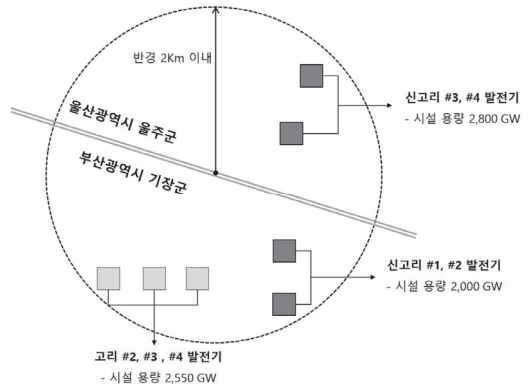 반경 2Km 이내
신고리 #3, #4 발전기
- 시설 용량 2,800 GW
울산광역시 울주군
부산광역시 기장군
신고리 #1, #2 발전기
- 시설 용량 2,000 GW
고리 #2, #3 , #4 발전기
- 시설 용량 2,550 GW